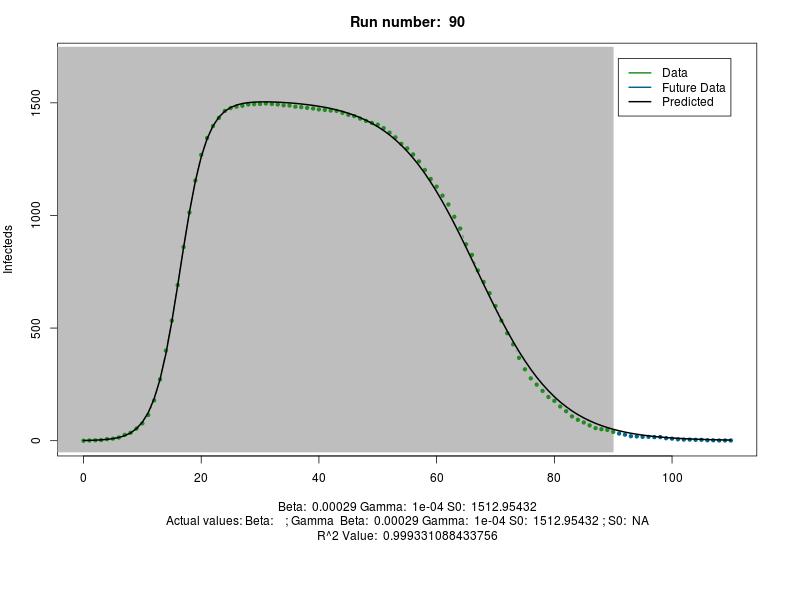 Run number:  90
Data
Future Data
Predicted
Infecteds
0
500
1000
1500
0 20 40 60 80 100
Beta:  0.00029 Gamma:  1e-04 S0:  1512.95432
Actual values: Beta:    ; Gamma  Beta:  0.00029 Gamma:  1e-04 S0:  1512.95432 ; S0:  NA
R^2 Value:  0.999331088433756